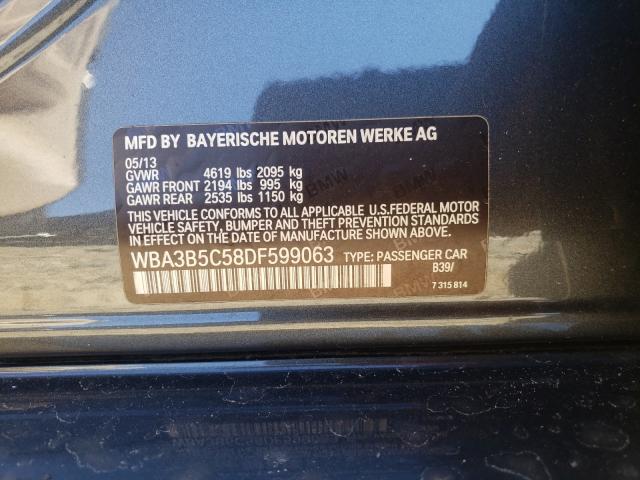 MFD BY BAYERISCHE MOTOREN WERKE AG
05/13
GVWR 4619 lbs 2095 kg
GAWR FRONT 2194 lbs 995 kg
GAWR REAR 2535 lbs 1150 kg
THIS VEHICLE CONFORMS TO ALL APPLICABLE U.S.FEDERAL MOTOR
VEHICLE SAFETY, BUMPER AND THEFT PREVENTION STANDARDS
IN EFFECT ON THE DATE OF MANUFACTURE SHOWN ABOVE.
WBA3B5C58DF599063 TYPE: PASSENGER CAR
B39/
7 315 814